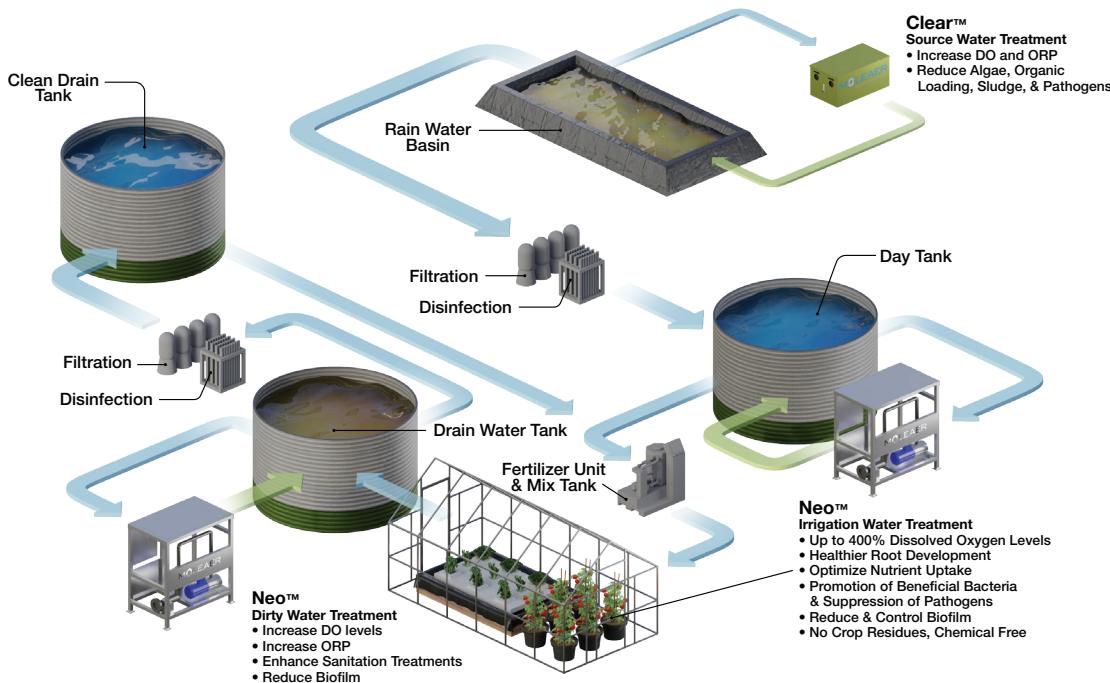 Clear™
Source Water Treatment
• Increase DO and ORP
• Reduce Algae, Organic
Loading, Sludge, & Pathogens
MOLEAER
Clean Drain
Tank
Rain Water
Basin
Filtration
Disinfection
Day Tank
Filtration
Disinfection
Drain Water Tank
Fertilizer Unit
& Mix Tank
MOLEAER
MOLEAER
Neo™
Irrigation Water Treatment
• Up to 400% Dissolved Oxygen Levels
• Healthier Root Development
• Optimize Nutrient Uptake
• Promotion of Beneficial Bacteria
& Suppression of Pathogens
• Reduce & Control Biofilm
• No Crop Residues, Chemical Free
Neo™
Dirty Water Treatment
• Increase DO levels
• Increase ORP
• Enhance Sanitation Treatments
• Reduce Biofilm